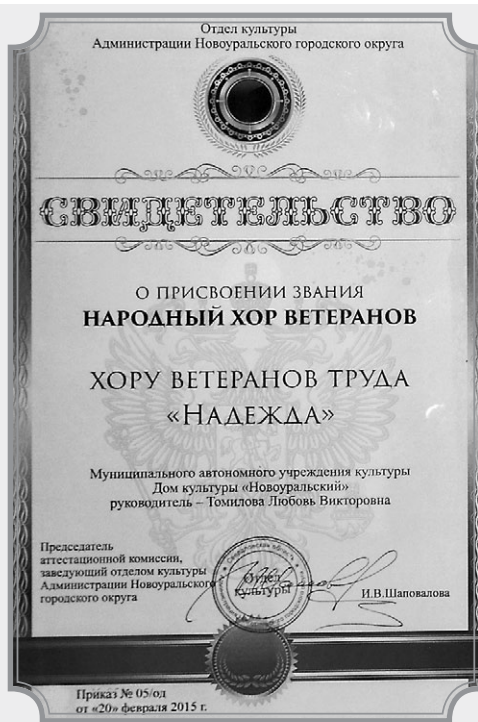 Отдел культуры
Администрации Новоуральского городского округа
СВИДЕТЕЛЬСТВО
О ПРИСВОЕНИИ ЗВАНИЯ
НАРОДНЫЙ ХОР ВЕТЕРАНОВ
ХОРУ ВЕТЕРАНОВ ТРУДА
«НАДЕЖДА»
Муниципального автономного учреждения культуры
Дом культуры «Новоуральский»
руководитель – Томилова Любовь Викторовна
Председатель
аттестационной комиссии,
заведующий отделом культуры
Администрации Новоуральского
городского округа
Отдел
культуры
И.В.Шаповалова
Приказ № 05/од
от «20» февраля 2015 г.